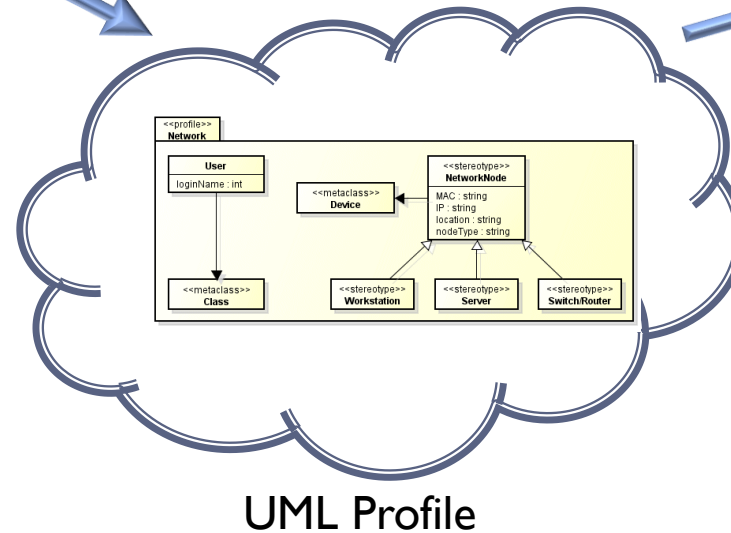 <<profile>>
Network
User
loginName : int
<<metaclass>>
Device
<<stereotype>>
NetworkNode
MAC : string
IP : string
location : string
nodeType : string
<<metaclass>>
Class
<<stereotype>>
Workstation
<<stereotype>>
Server
<<stereotype>>
Switch/Router
UML Profile